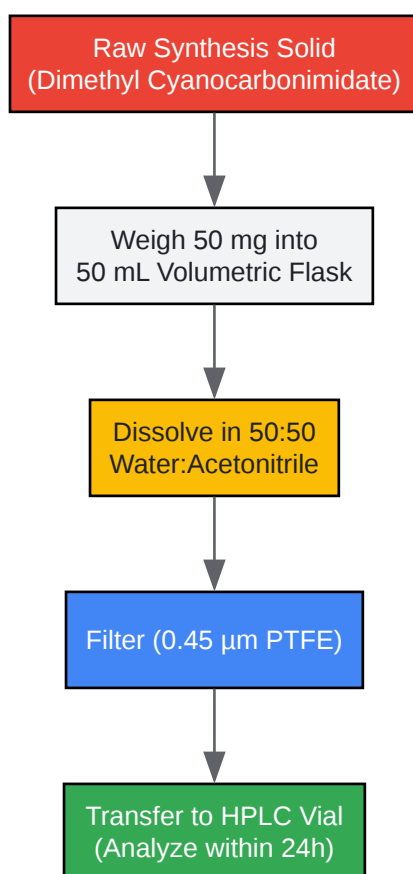 Raw Synthesis Solid
(Dimethyl Cyanocarbonimidate)
Weigh 50 mg into
50 mL Volumetric Flask
Dissolve in 50:50
Water:Acetonitrile
Filter (0.45 µm PTFE)
Transfer to HPLC Vial
(Analyze within 24h)